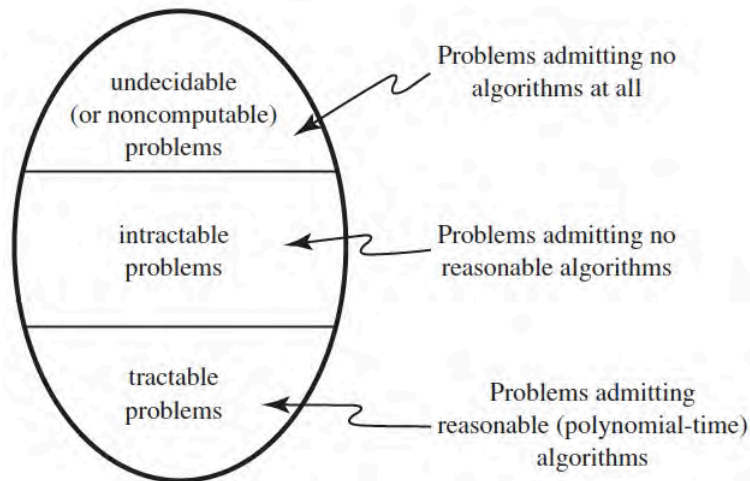 undecidable
(or noncomputable)
problems
Problems admitting no
algorithms at all
intractable
problems
Problems admitting no
reasonable algorithms
tractable
problems
Problems admitting
reasonable (polynomial-time)
algorithms